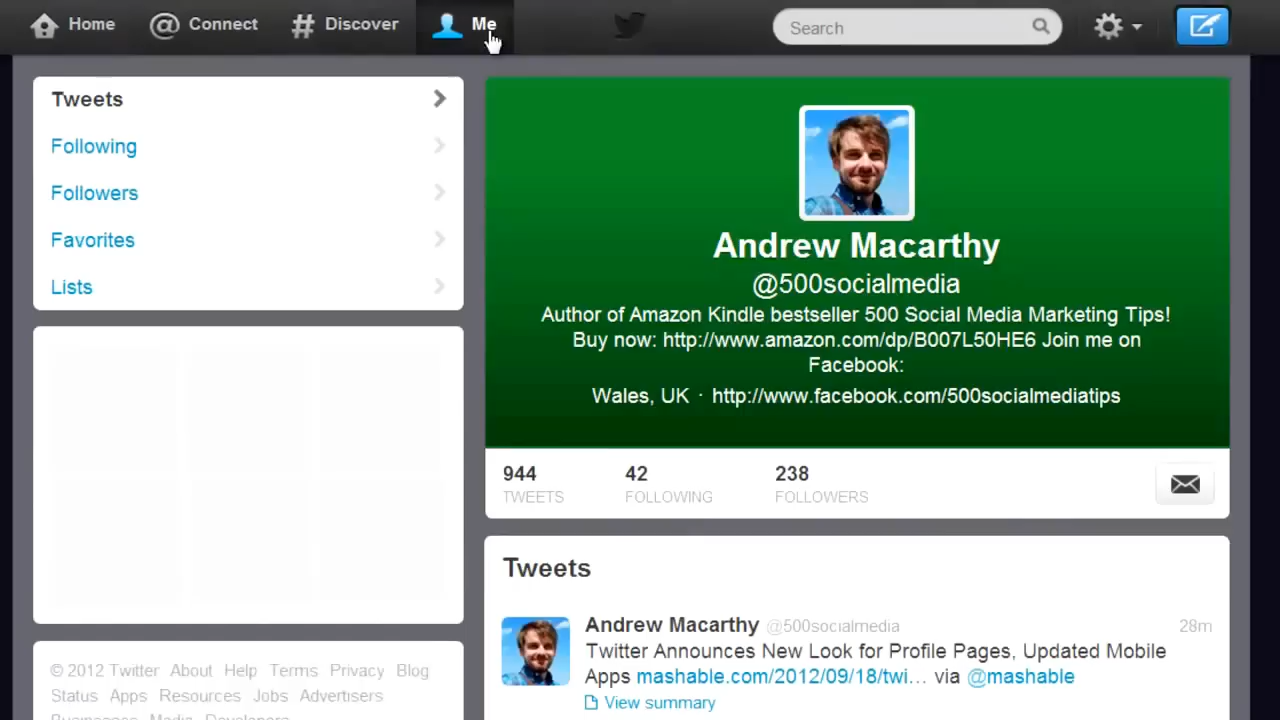 Home
Connect
Discover
Me
Search
Tweets
Following
Followers
Favorites
Lists
Andrew Macarthy
@500socialmedia
Author of Amazon Kindle bestseller 500 Social Media Marketing Tips!
Buy now: http://www.amazon.com/dp/B007L50HE6 Join me on
Facebook:
Wales, UK · http://www.facebook.com/500socialmediatips
944 42 238
TWEETS FOLLOWING FOLLOWERS
Tweets
Andrew Macarthy @500socialmedia 28m
Twitter Announces New Look for Profile Pages, Updated Mobile
Apps mashable.com/2012/09/18/twi… via @mashable
View summary
© 2012 Twitter About Help Terms Privacy Blog
Status Apps Resources Jobs Advertisers
Businesses Media Developers